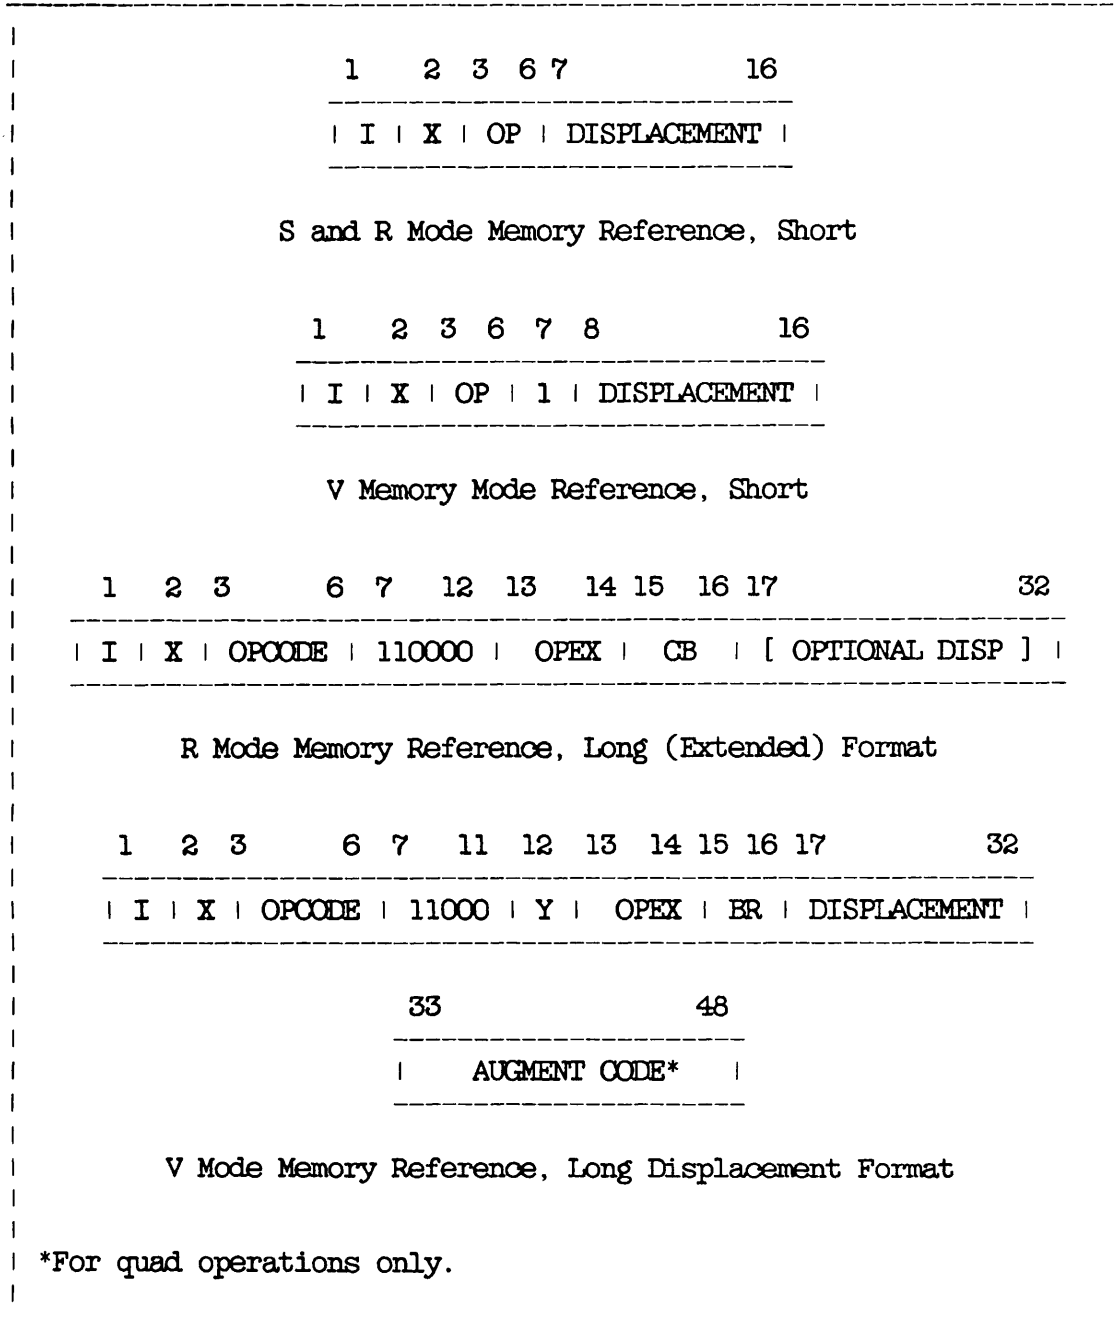 1 2 3 6 7 16
| I | X | OP | DISPLACEMENT |
S and R Mode Memory Reference, Short
1 2 3 6 7 8 16
| I | X | OP | 1 | DISPLACEMENT |
V Memory Mode Reference, Short
1 2 3 6 7 12 13 14 15 16 17 32
| I | X | OPCODE | 110000 | OPEX | CB | [ OPTIONAL DISP ] |
R Mode Memory Reference, Long (Extended) Format
1 2 3 6 7 11 12 13 14 15 16 17 32
| I | X | OPCODE | 11000 | Y | OPEX | BR | DISPLACEMENT |
33 48
| AUGMENT CODE* |
V Mode Memory Reference, Long Displacement Format
*For quad operations only.